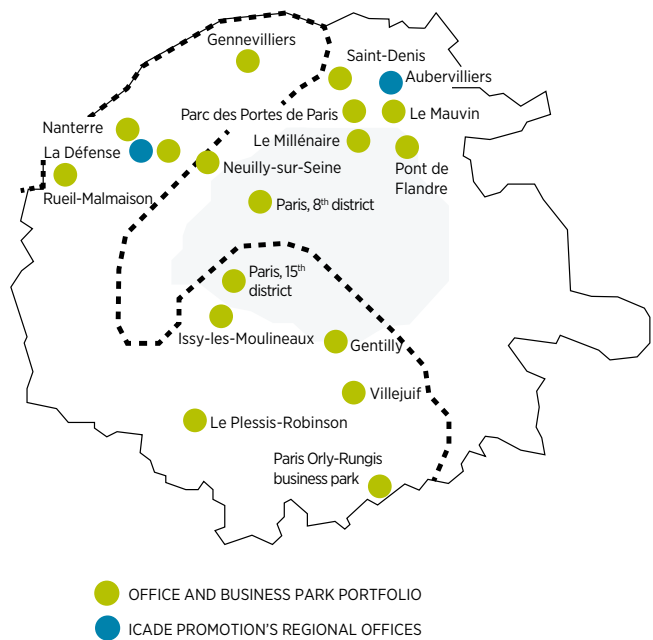 Gennevilliers
Saint-Denis
Aubervilliers
Parc des Portes de Paris
Le Mauvin
Nanterre
Le Millénaire
La Défense
Neuilly-sur-Seine
Pont de
Flandre
Rueil-Malmaison
Paris, 8th district
Paris, 15th
district
Issy-les-Moulineaux
Gentilly
Villejuif
Le Plessis-Robinson
Paris Orly-Rungis
business park
OFFICE AND BUSINESS PARK PORTFOLIO
ICADE PROMOTION'S REGIONAL OFFICES